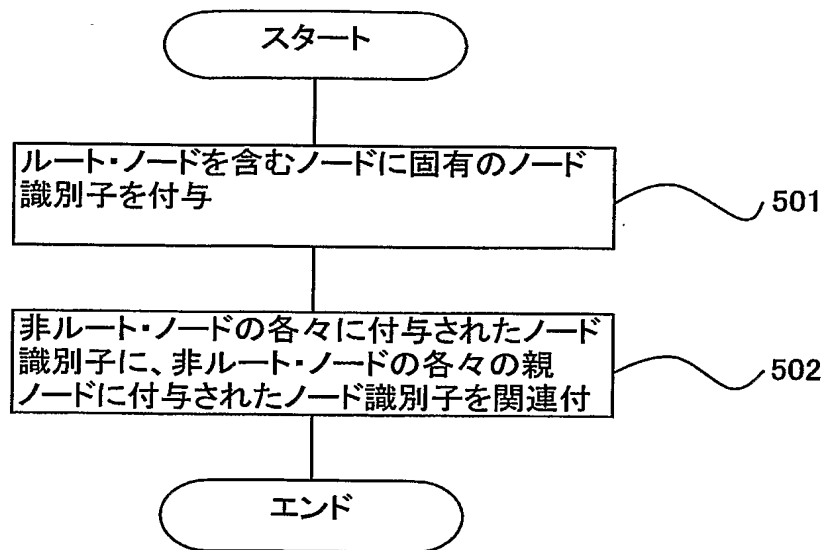 スタート
ルート・ノードを含むノードに固有のノード
識別子を付与
501
非ルート・ノードの各々に付与されたノード
識別子に、非ルート・ノードの各々の親
ノードに付与されたノード識別子を関連付
502
エンド